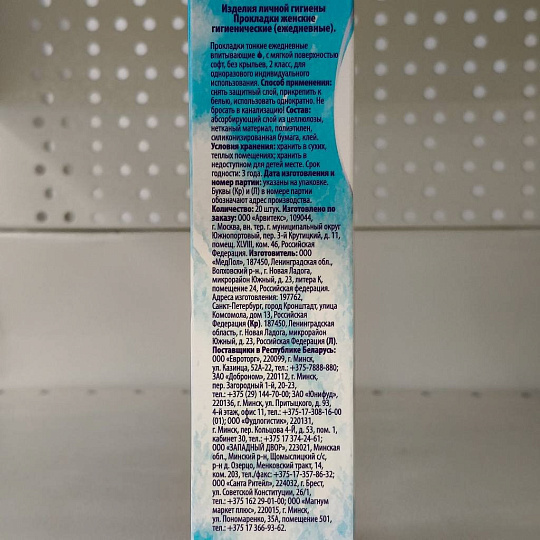 Изделия личной гигиены
Прокладки женские
гигиенические (ежедневные).
Прокладки тонкие ежедневные
впитывающие, с мягкой поверхностью
софт, без крыльев, 2 класс, для
одноразового индивидуального
использования. Способ применения:
снять защитный слой, прикрепить к
белью, использовать однократно. Не
бросать в канализацию! Состав:
абсорбирующий слой из целлюлозы,
нетканый материал, полиэтилен,
силиконизированная бумага, клей.
Условия хранения: хранить в сухих,
теплых помещениях; хранить в
недоступном для детей месте. Срок
годности: 3 года. Дата изготовления и
номер партии: указаны на упаковке.
Буквы (Кр) и (Л) в номере партии
обозначают адрес производства.
Количество: 20 штук. Изготовлено по
заказу: ООО «Арвитекс», 109044,
г. Москва, вн. тер. г. муниципальный округ
Южнопортовый, пер. 3-й Крутицкий, д. 11,
помещ. XLVIII, ком. 46, Российская
Федерация. Изготовитель: ООО
«МедПол», 187450, Ленинградская обл.,
Волховский р-н., г. Новая Ладога,
микрорайон Южный, д. 23, литера К,
помещение 24, Российская федерация.
Адреса изготовления: 197762,
Санкт-Петербург, город Кронштадт, улица
Комсомола, дом 13, Российская
Федерация (Кр). 187450, Ленинградская
область, г. Новая Ладога, микрорайон
Южный, д. 23, Российская Федерация (Л).
Поставщики в Республике Беларусь:
ООО «Евроторг», 220099, г. Минск,
ул. Казинца, 52А-22, тел.: +375-7888-880;
ЗАО «Доброном», 220112, г. Минск,
пер. Загородный 1-й, 20-23,
тел.: +375 (29) 144-70-00; ЗАО «Юнифуд»,
220136, г. Минск, ул. Притыцкого, д. 93,
4-й этаж, офис 11, тел.: +375-17-308-16-00
(01); ООО «Фудлогистик», 220131,
г. Минск, пер. Кольцова 4-Й, д. 53, пом. 1,
кабинет 30, тел.: +375 17 374-24-61;
ООО «ЗАПАДНЫЙ ДВОР», 223021, Минская
обл., Минский р-н, Щомыслицкий с/с,
р-н д. Озерцо, Менковский тракт, 14,
ком. 203, тел./факс: +375-17-357-86-32;
ООО «Санта Ритейл», 224032, г. Брест,
ул. Советской Конституции, 26/1,
тел.: +375 162 29-01-00; ООО «Магнум
маркет плюс», 220015, г. Минск,
ул. Пономаренко, 35А, помещение 501,
тел.: +375 17 366-93-62.